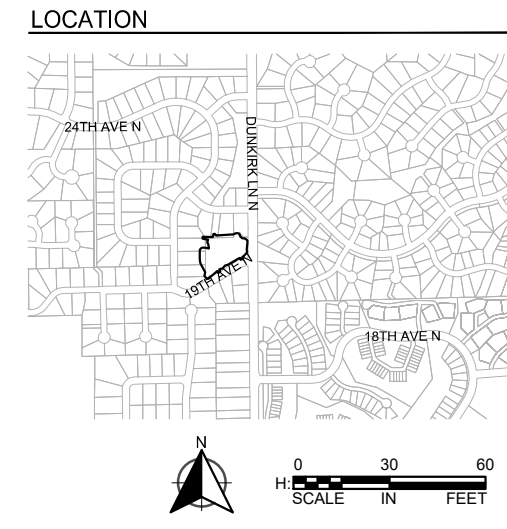 LOCATION
24TH AVE N
DUNKIRK LN N
19TH AVE N
18TH AVE N
N
0 30 60
H:
SCALE IN FEET